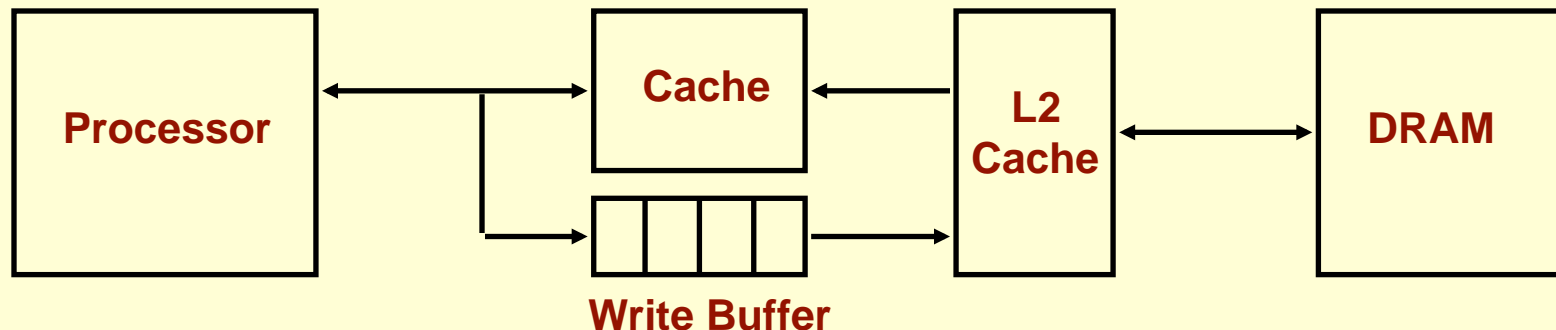 Processor
Cache
L2
Cache
DRAM
Write Buffer